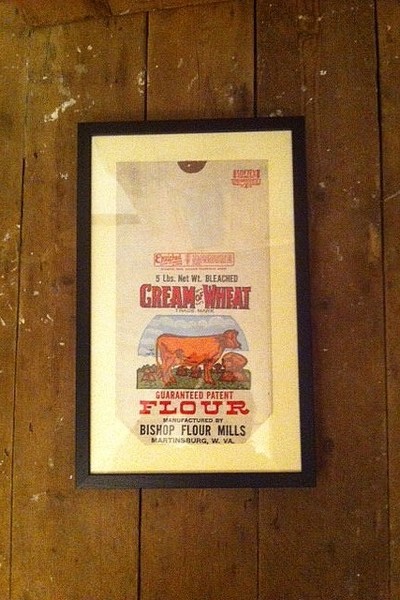 Enriched
5 Lbs. Net Wt. BLEACHED
CREAM OF WHEAT
TRADE MARK
GUARANTEED PATENT
FLOUR
MANUFACTURED BY
BISHOP FLOUR MILLS
MARTINSBURG, W. VA.